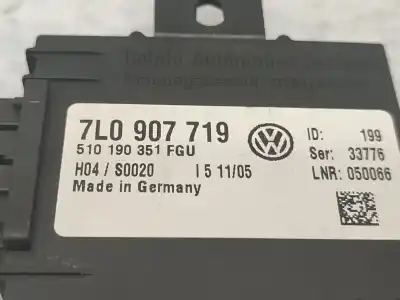 7L0 907 719
510 190 351 FGU
H04 / S0020 I 5 11/05
Made in Germany
ID: 199
Ser: 33776
LNR: 050066